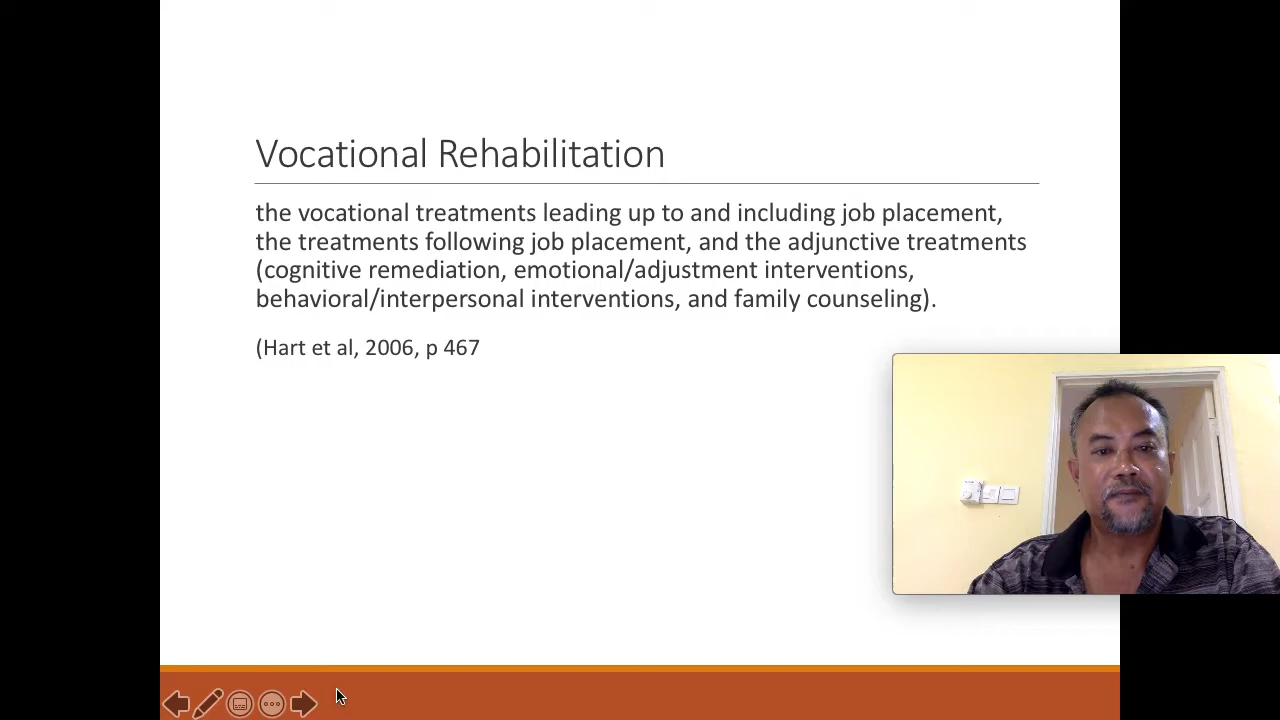 Vocational Rehabilitation
the vocational treatments leading up to and including job placement,
the treatments following job placement, and the adjunctive treatments
(cognitive remediation, emotional/adjustment interventions,
behavioral/interpersonal interventions, and family counseling).
(Hart et al, 2006, p 467